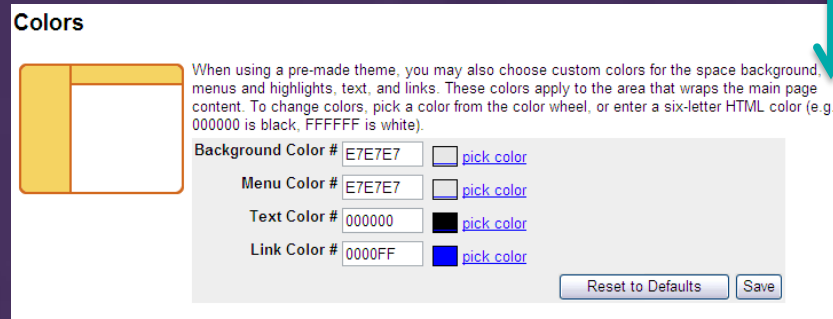 Colors
When using a pre-made theme, you may also choose custom colors for the space background,
menus and highlights, text, and links. These colors apply to the area that wraps the main page
content. To change colors, pick a color from the color wheel, or enter a six-letter HTML color (e.g.
000000 is black, FFFFFF is white).
Background Color # E7E7E7 pick color
Menu Color # E7E7E7 pick color
Text Color # 000000 pick color
Link Color # 0000FF pick color
Reset to Defaults Save